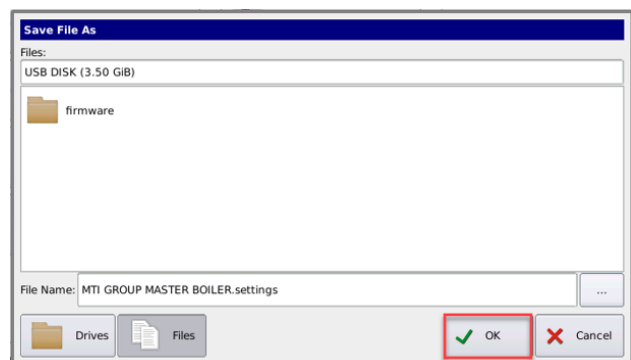 Save File As
Files:
USB DISK (3.50 GiB)
firmware
File Name: MTI GROUP MASTER BOILER.settings ...
Drives Files OK Cancel